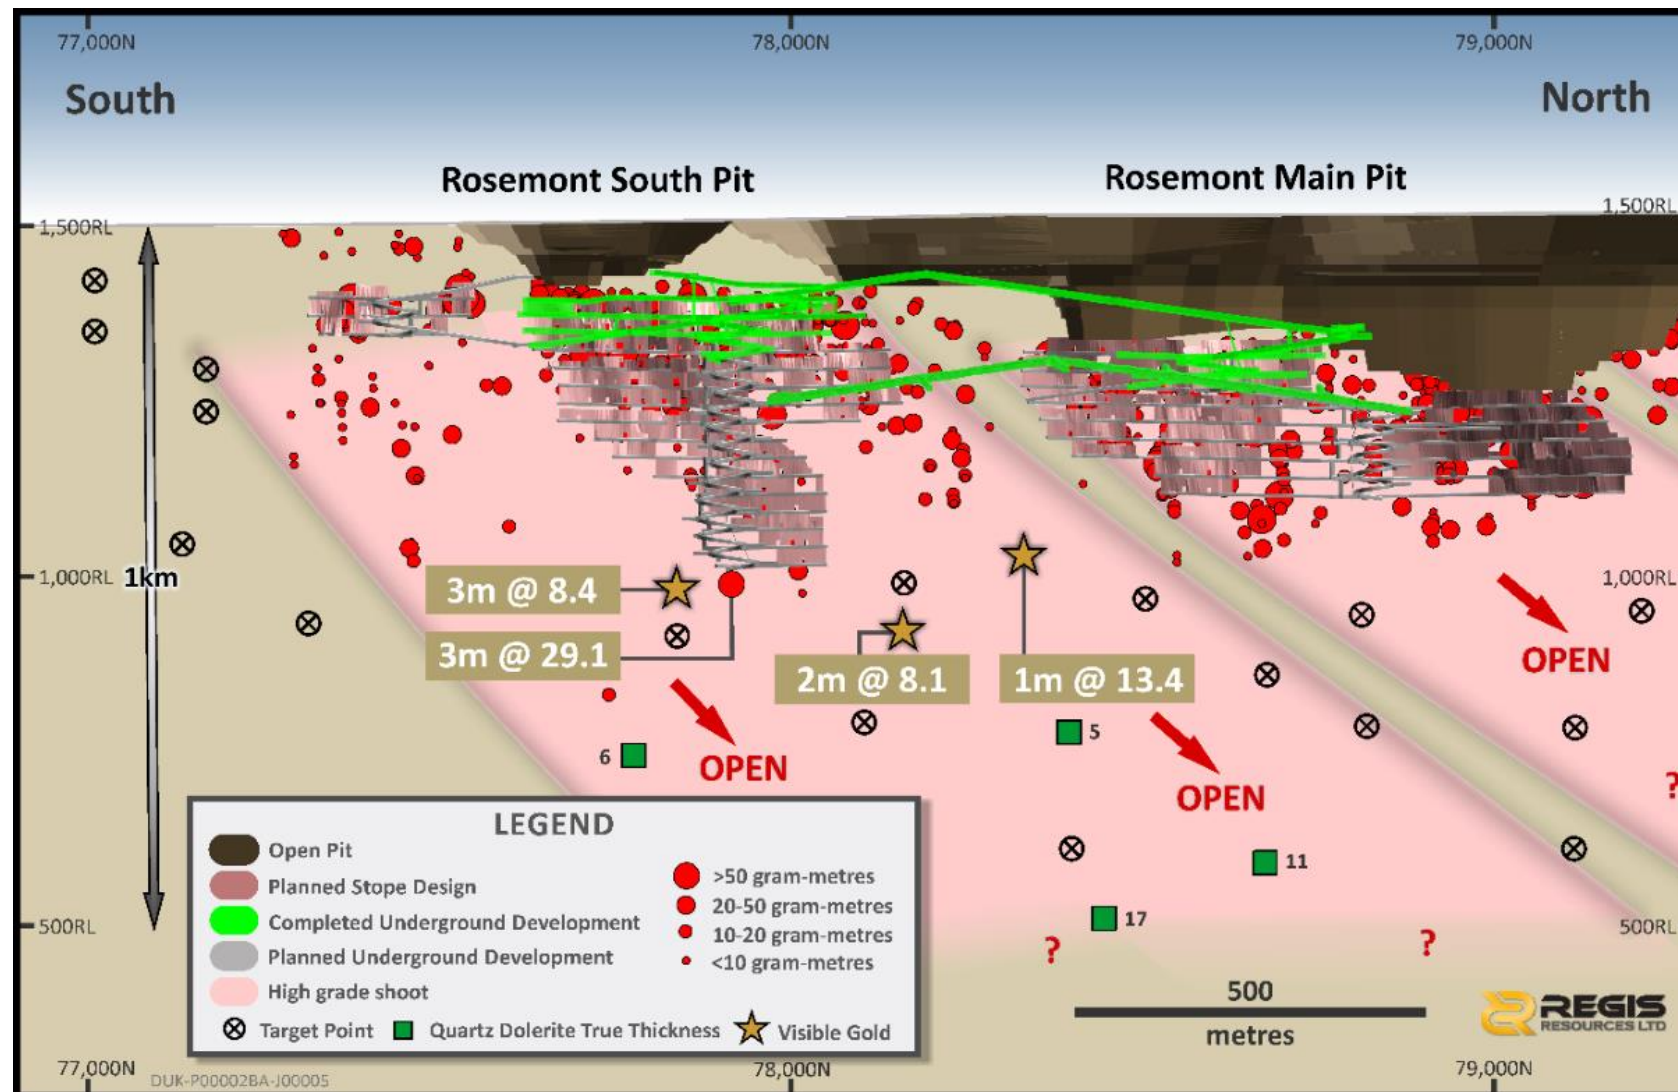 77,000N
78,000N
79,000N
South
North
Rosemont South Pit
Rosemont Main Pit
1,500RL
1,500RL
1,000RL
1km
1,000RL
3m @ 8.4
3m @ 29.1
2m @ 8.1
1m @ 13.4
OPEN
OPEN
OPEN
6
5
11
17
?
?
?
500RL
500RL
LEGEND
Open Pit
Planned Stope Design
Completed Underground Development
Planned Underground Development
High grade shoot
>50 gram-metres
20-50 gram-metres
10-20 gram-metres
<10 gram-metres
Target Point
Quartz Dolerite True Thickness
Visible Gold
500
metres
REGIS
RESOURCES LTD
77,000N
78,000N
79,000N
DUK-P00002BA-J00005